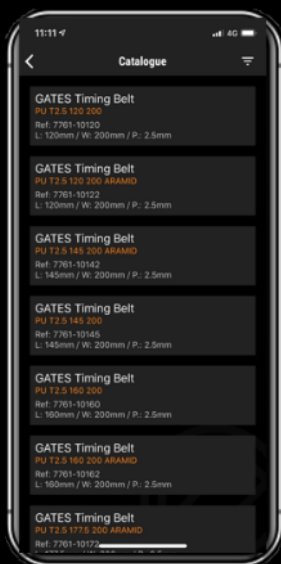 11:11
4G
Catalogue
GATES Timing Belt
PU T2.5 120 200
Ref: 7761-10120
L: 120mm / W: 200mm / P.: 2.5mm
GATES Timing Belt
PU T2.5 120 200 ARAMID
Ref: 7761-10122
L: 120mm / W: 200mm / P.: 2.5mm
GATES Timing Belt
PU T2.5 145 200 ARAMID
Ref: 7761-10142
L: 145mm / W: 200mm / P.: 2.5mm
GATES Timing Belt
PU T2.5 145 200
Ref: 7761-10145
L: 145mm / W: 200mm / P.: 2.5mm
GATES Timing Belt
PU T2.5 160 200
Ref: 7761-10160
L: 160mm / W: 200mm / P.: 2.5mm
GATES Timing Belt
PU T2.5 160 200 ARAMID
Ref: 7761-10162
L: 160mm / W: 200mm / P.: 2.5mm
GATES Timing Belt
PU T2.5 177.5 200 ARAMID
Ref: 7761-10172